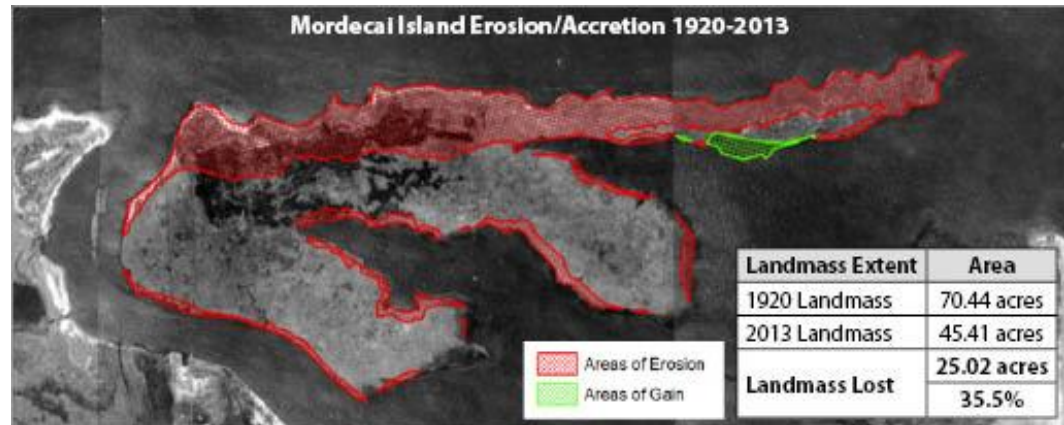 Mordecai Island Erosion/Accretion 1920-2013
Landmass Extent Area
1920 Landmass 70.44 acres
2013 Landmass 45.41 acres
Landmass Lost 25.02 acres
35.5%
Areas of Erosion
Areas of Gain